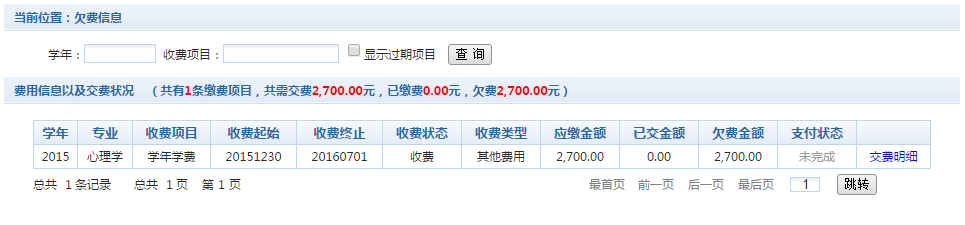 当前位置：欠费信息
学年： 收费项目： 显示过期项目 查 询
费用信息以及交费状况 （共有1条缴费项目，共需交费2,700.00元，已缴费0.00元，欠费2,700.00元）
学年 专业 收费项目 收费起始 收费终止 收费状态 收费类型 应缴金额 已交金额 欠费金额 支付状态
2015 心理学 学年学费 20151230 20160701 收费 其他费用 2,700.00 0.00 2,700.00 未完成 交费明细
总共 1 条记录 总共 1 页 第 1 页 最首页 前一页 后一页 最后页 1 跳转